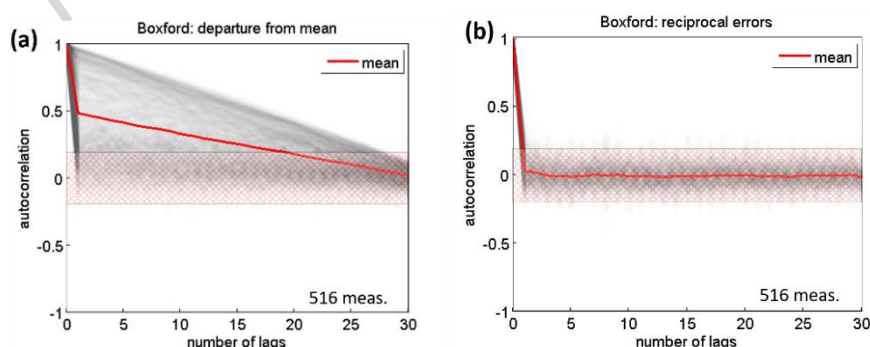 (a)
Boxford: departure from mean
mean
1
0.5
0
-0.5
-1
autocorrelation
516 meas.
0 5 10 15 20 25 30
number of lags
(b)
Boxford: reciprocal errors
mean
1
0.5
0
-0.5
-1
autocorrelation
516 meas.
0 5 10 15 20 25 30
number of lags